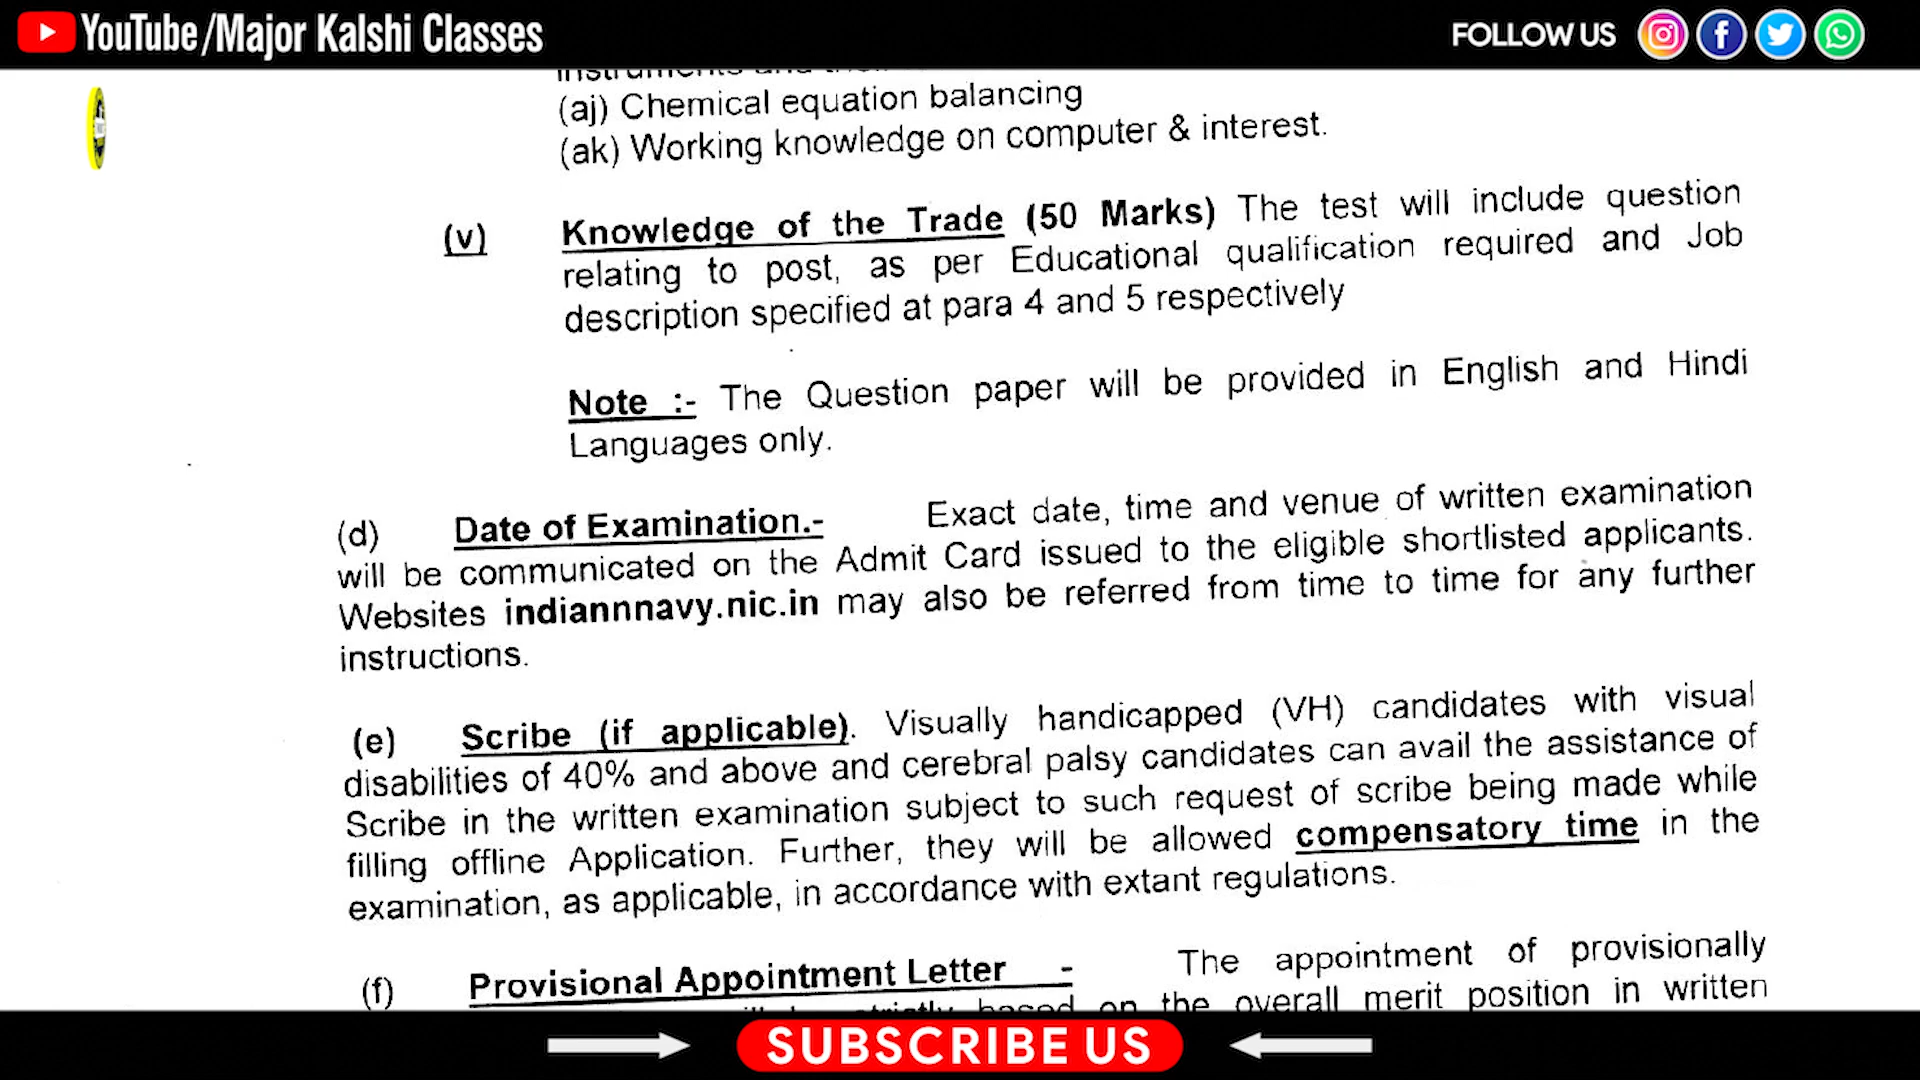 YouTube/Major Kalshi Classes
FOLLOW US
(aj) Chemical equation balancing
(ak) Working knowledge on computer & interest.
(v) Knowledge of the Trade (50 Marks) The test will include question
relating to post, as per Educational qualification required and Job
description specified at para 4 and 5 respectively
Note :- The Question paper will be provided in English and Hindi
Languages only.
(d) Date of Examination.- Exact date, time and venue of written examination
will be communicated on the Admit Card issued to the eligible shortlisted applicants.
Websites indiannnavy.nic.in may also be referred from time to time for any further
instructions.
(e) Scribe (if applicable). Visually handicapped (VH) candidates with visual
disabilities of 40% and above and cerebral palsy candidates can avail the assistance of
Scribe in the written examination subject to such request of scribe being made while
filling offline Application. Further, they will be allowed compensatory time in the
examination, as applicable, in accordance with extant regulations.
(f) Provisional Appointment Letter - The appointment of provisionally
based on the overall merit position in written
SUBSCRIBE US